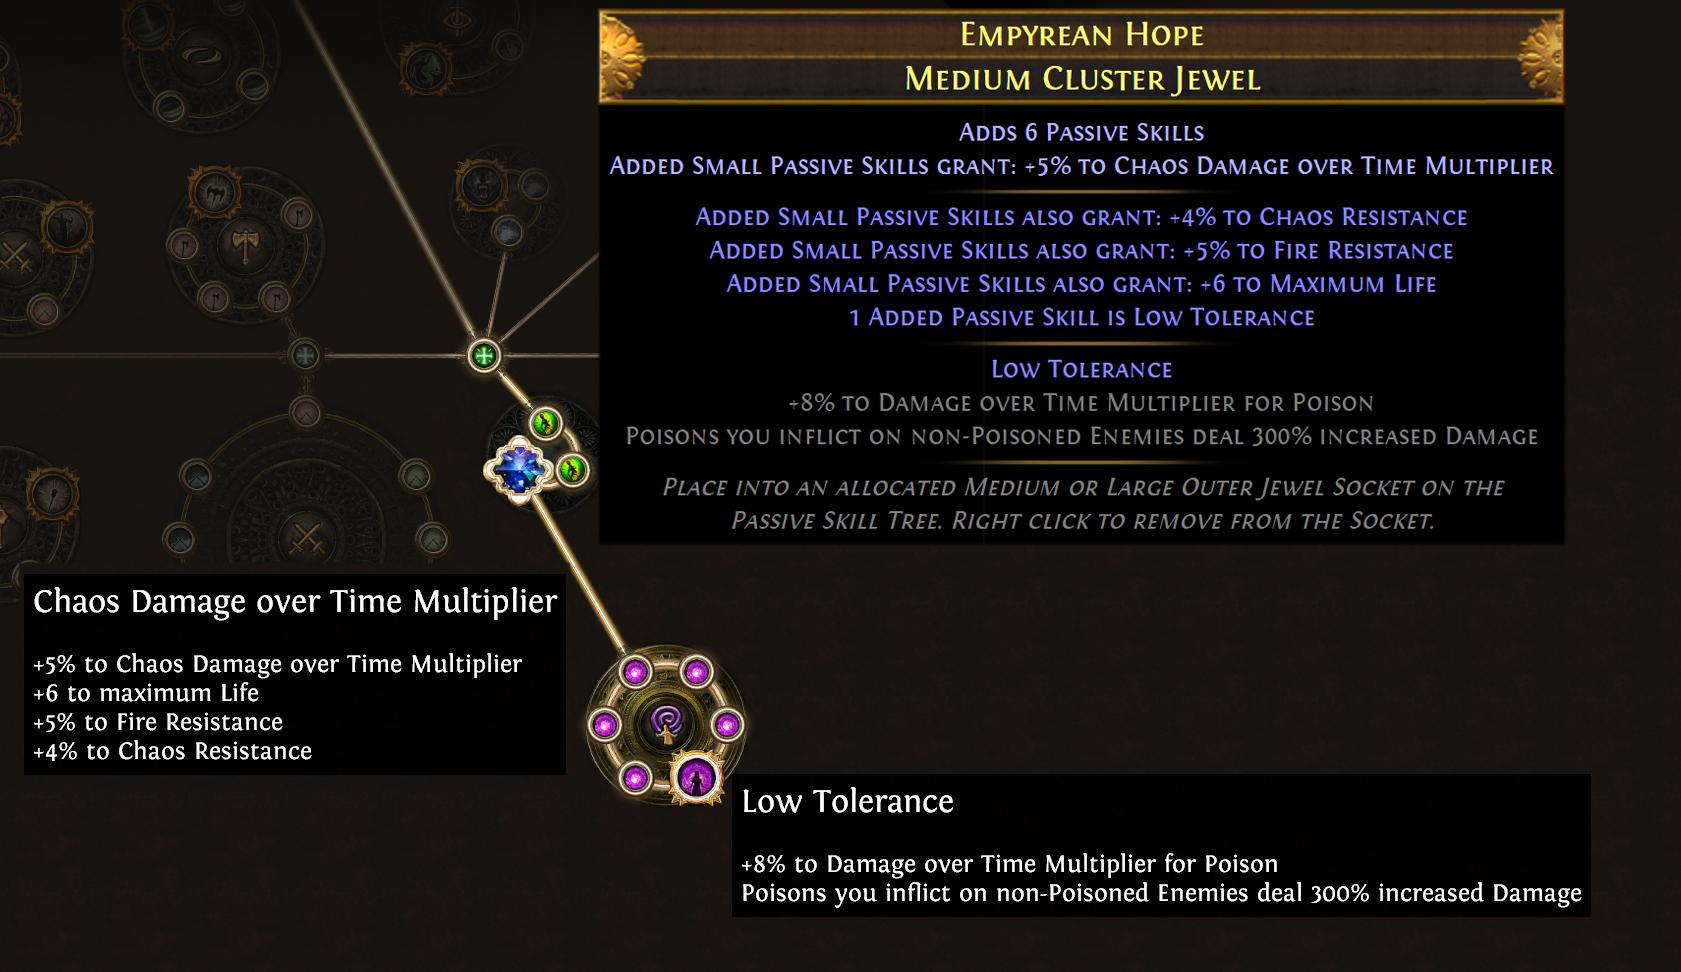 Empyrean Hope
Medium Cluster Jewel
Adds 6 Passive Skills
Added Small Passive Skills grant: +5% to Chaos Damage over Time Multiplier
Added Small Passive Skills also grant: +4% to Chaos Resistance
Added Small Passive Skills also grant: +5% to Fire Resistance
Added Small Passive Skills also grant: +6 to Maximum Life
1 Added Passive Skill is Low Tolerance
Low Tolerance
+8% to Damage over Time Multiplier for Poison
Poisons you inflict on non-Poisoned Enemies deal 300% increased Damage
Place into an allocated Medium or Large Outer Jewel Socket on the
Passive Skill Tree. Right click to remove from the Socket.
Chaos Damage over Time Multiplier
+5% to Chaos Damage over Time Multiplier
+6 to maximum Life
+5% to Fire Resistance
+4% to Chaos Resistance
Low Tolerance
+8% to Damage over Time Multiplier for Poison
Poisons you inflict on non-Poisoned Enemies deal 300% increased Damage